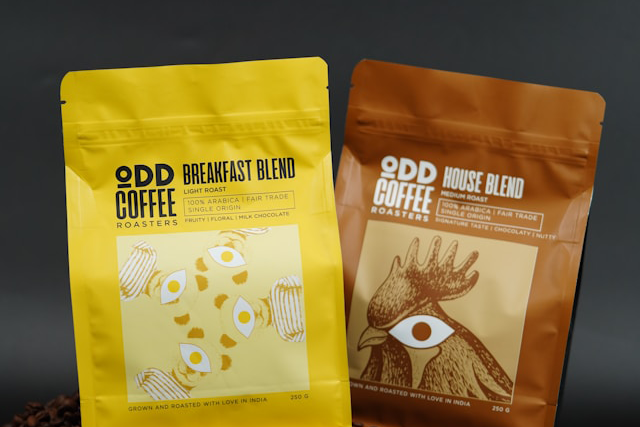 ODD
COFFEE
ROASTERS
BREAKFAST BLEND
LIGHT ROAST
100% ARABICA | FAIR TRADE
SINGLE ORIGIN
FRUITY | FLORAL | MILK CHOCOLATE
GROWN AND ROASTED WITH LOVE IN INDIA
250 G
ODD
COFFEE
ROASTERS
HOUSE BLEND
MEDIUM ROAST
100% ARABICA | FAIR TRADE
SINGLE ORIGIN
SIGNATURE TASTE | CHOCOLATY | NUTTY
AND ROASTED WITH LOVE IN INDIA
250 G